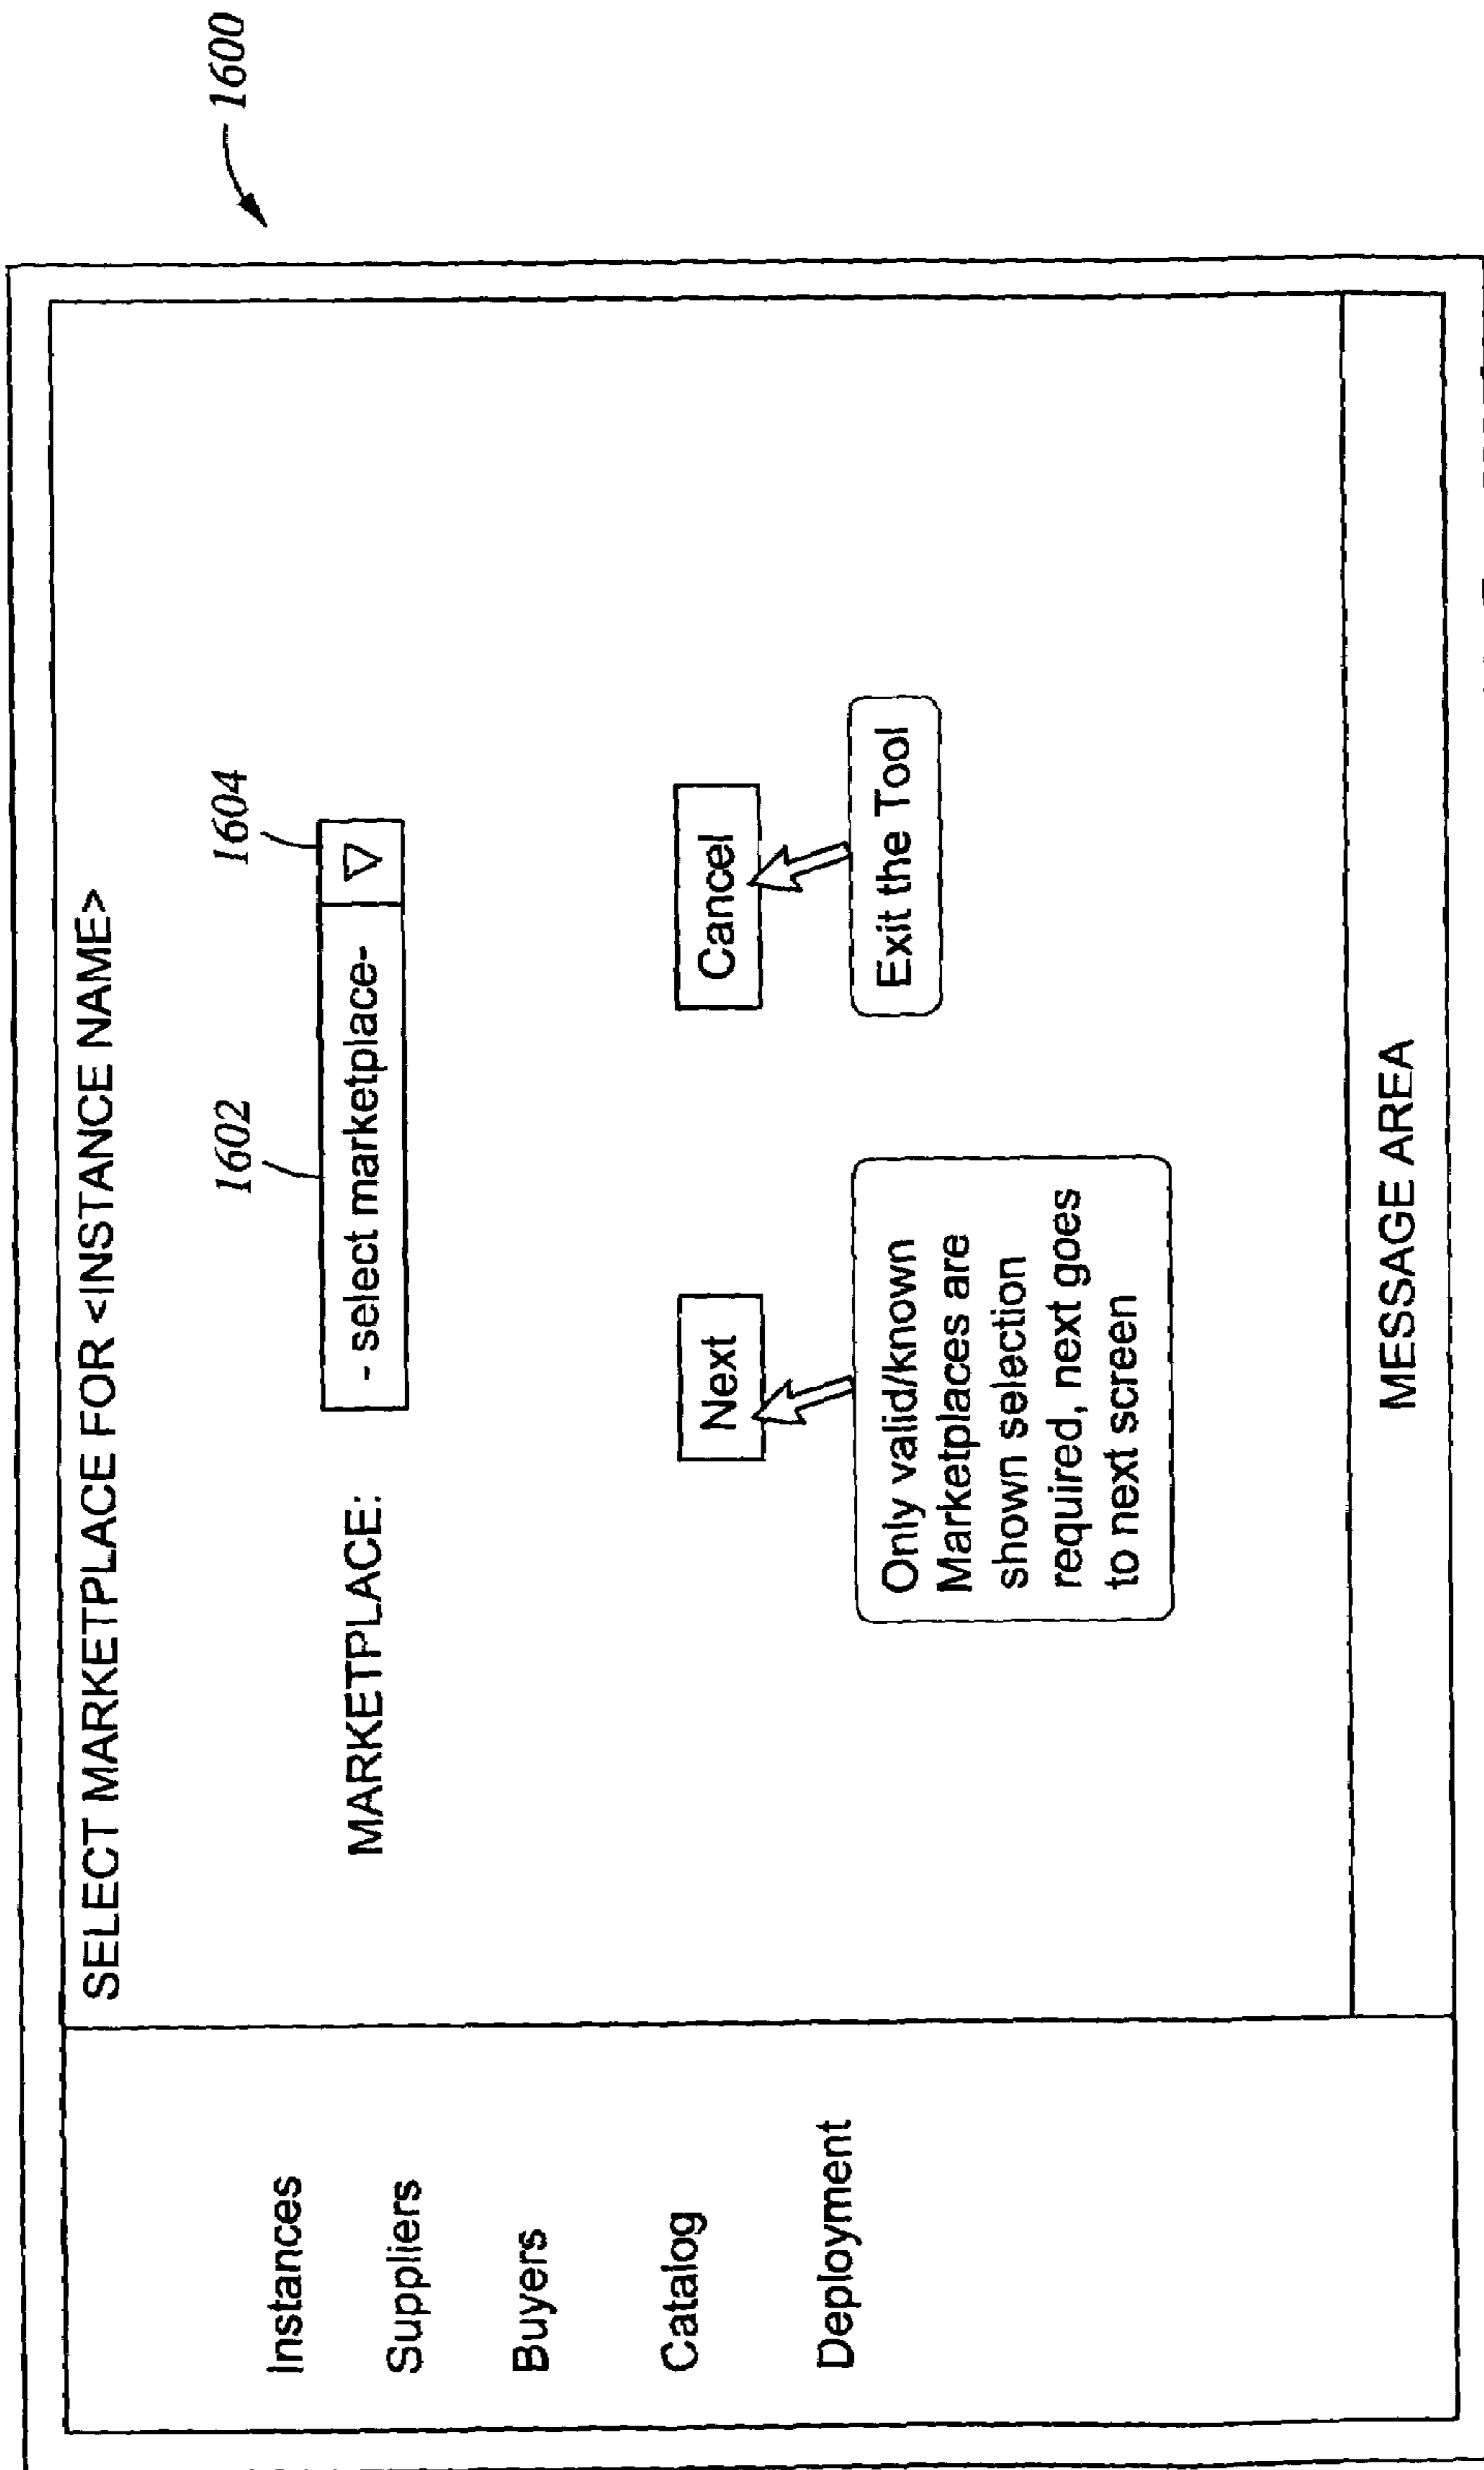 1600
SELECT MARKETPLACE FOR <INSTANCE NAME>
Instances
Suppliers
Buyers
Catalog
Deployment
1602
1604
MARKETPLACE:
- select marketplace-
Next
Cancel
Only valid/known
Marketplaces are
shown selection
required, next goes
to next screen
Exit the Tool
MESSAGE AREA